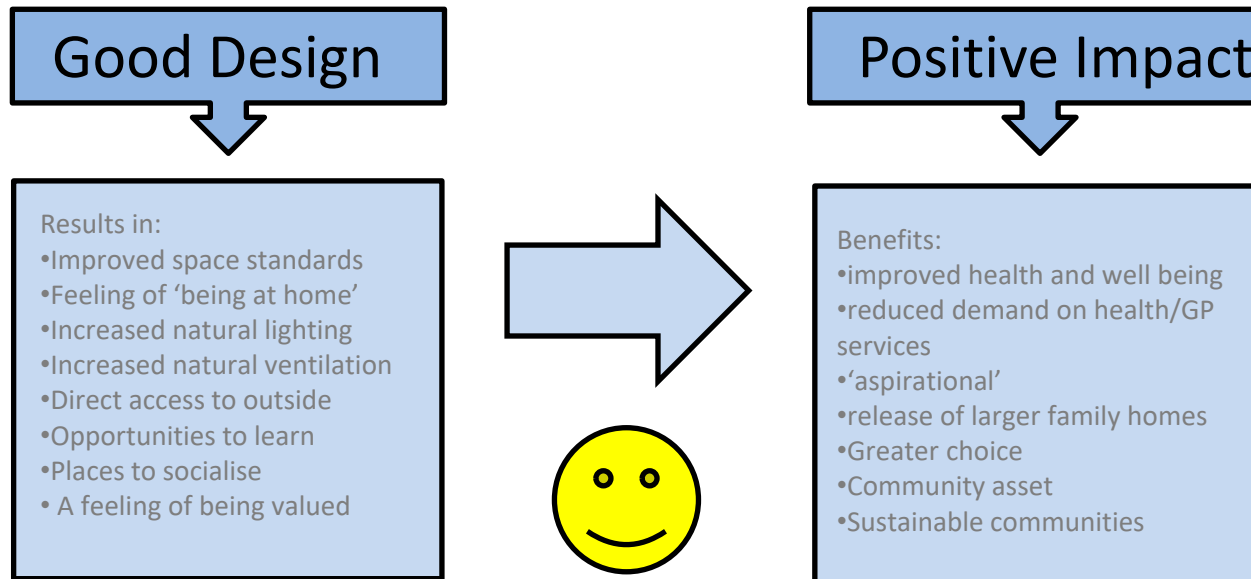 Good Design
Results in:
•Improved space standards
•Feeling of ‘being at home’
•Increased natural lighting
•Increased natural ventilation
•Direct access to outside
•Opportunities to learn
•Places to socialise
• A feeling of being valued
Positive Impact
Benefits:
•improved health and well being
•reduced demand on health/GP
services
•‘aspirational’
•release of larger family homes
•Greater choice
•Community asset
•Sustainable communities